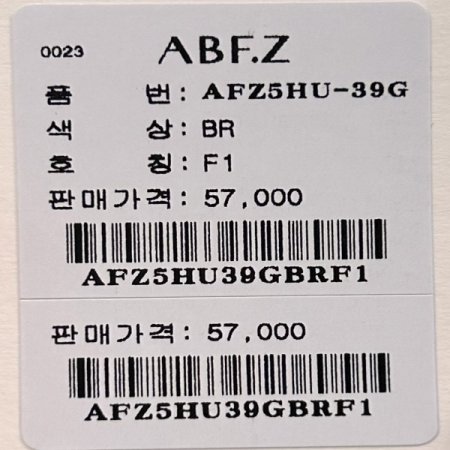 0023 ABF.Z
품 번: AFZ5HU-39G
색 상: BR
호 칭: F1
판매가격: 57,000
AFZ5HU39GBRF1
판매가격: 57,000
AFZ5HU39GBRF1